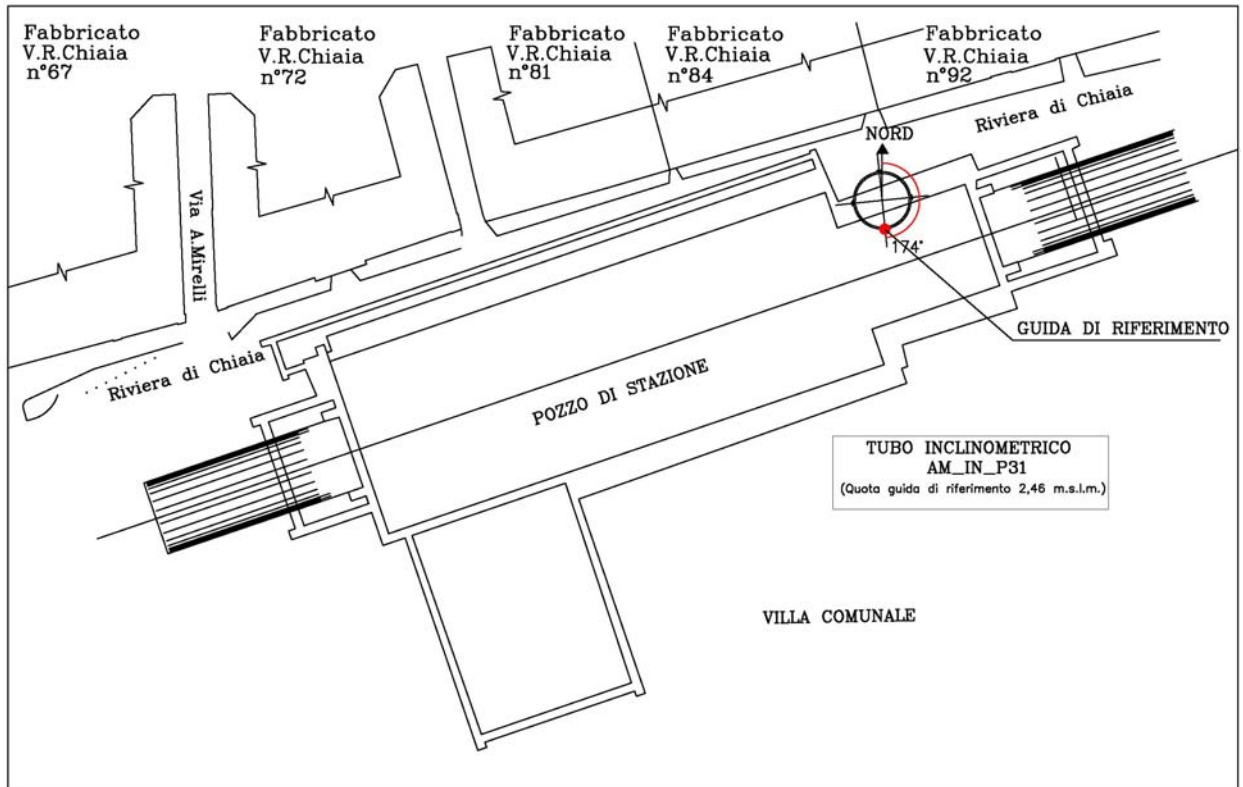 Fabbricato
V.R.Chiaia
n°67
Fabbricato
V.R.Chiaia
n°72
Fabbricato
V.R.Chiaia
n°81
Fabbricato
V.R.Chiaia
n°84
Fabbricato
V.R.Chiaia
n°92
Riviera di Chiaia
NORD
Via A.Mirelli
174°
GUIDA DI RIFERIMENTO
Riviera di Chiaia
POZZO DI STAZIONE
TUBO INCLINOMETRICO
AM_IN_P31
(Quota guida di riferimento 2,46 m.s.l.m.)
VILLA COMUNALE